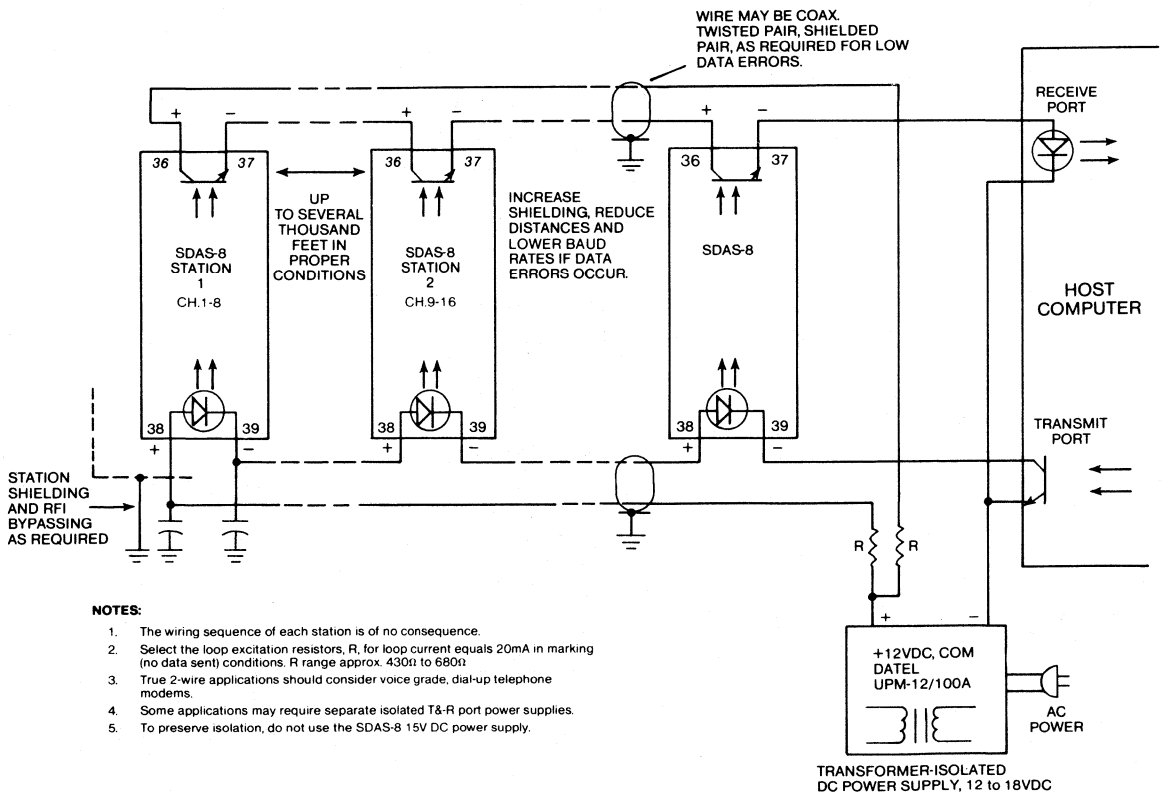 WIRE MAY BE COAX.
TWISTED PAIR, SHIELDED
PAIR, AS REQUIRED FOR LOW
DATA ERRORS.
RECEIVE
PORT
+
−
+
−
+
−
36
37
36
37
36
37
UP
TO SEVERAL
THOUSAND
FEET IN
PROPER
CONDITIONS
INCREASE
SHIELDING, REDUCE
DISTANCES AND
LOWER BAUD
RATES IF DATA
ERRORS OCCUR.
SDAS-8
STATION
1
CH.1-8
SDAS-8
STATION
2
CH.9-16
SDAS-8
HOST
COMPUTER
38
39
38
39
38
39
+
−
+
−
+
−
TRANSMIT
PORT
STATION
SHIELDING
AND RFI
BYPASSING
AS REQUIRED
R
R
+
−
+12VDC, COM
DATEL
UPM-12/100A
AC
POWER
TRANSFORMER-ISOLATED
DC POWER SUPPLY, 12 to 18VDC
NOTES:
1. The wiring sequence of each station is of no consequence.
2. Select the loop excitation resistors, R, for loop current equals 20mA in marking
(no data sent) conditions. R range approx. 430Ω to 680Ω
3. True 2-wire applications should consider voice grade, dial-up telephone
modems.
4. Some applications may require separate isolated T&R port power supplies.
5. To preserve isolation, do not use the SDAS-8 15V DC power supply.